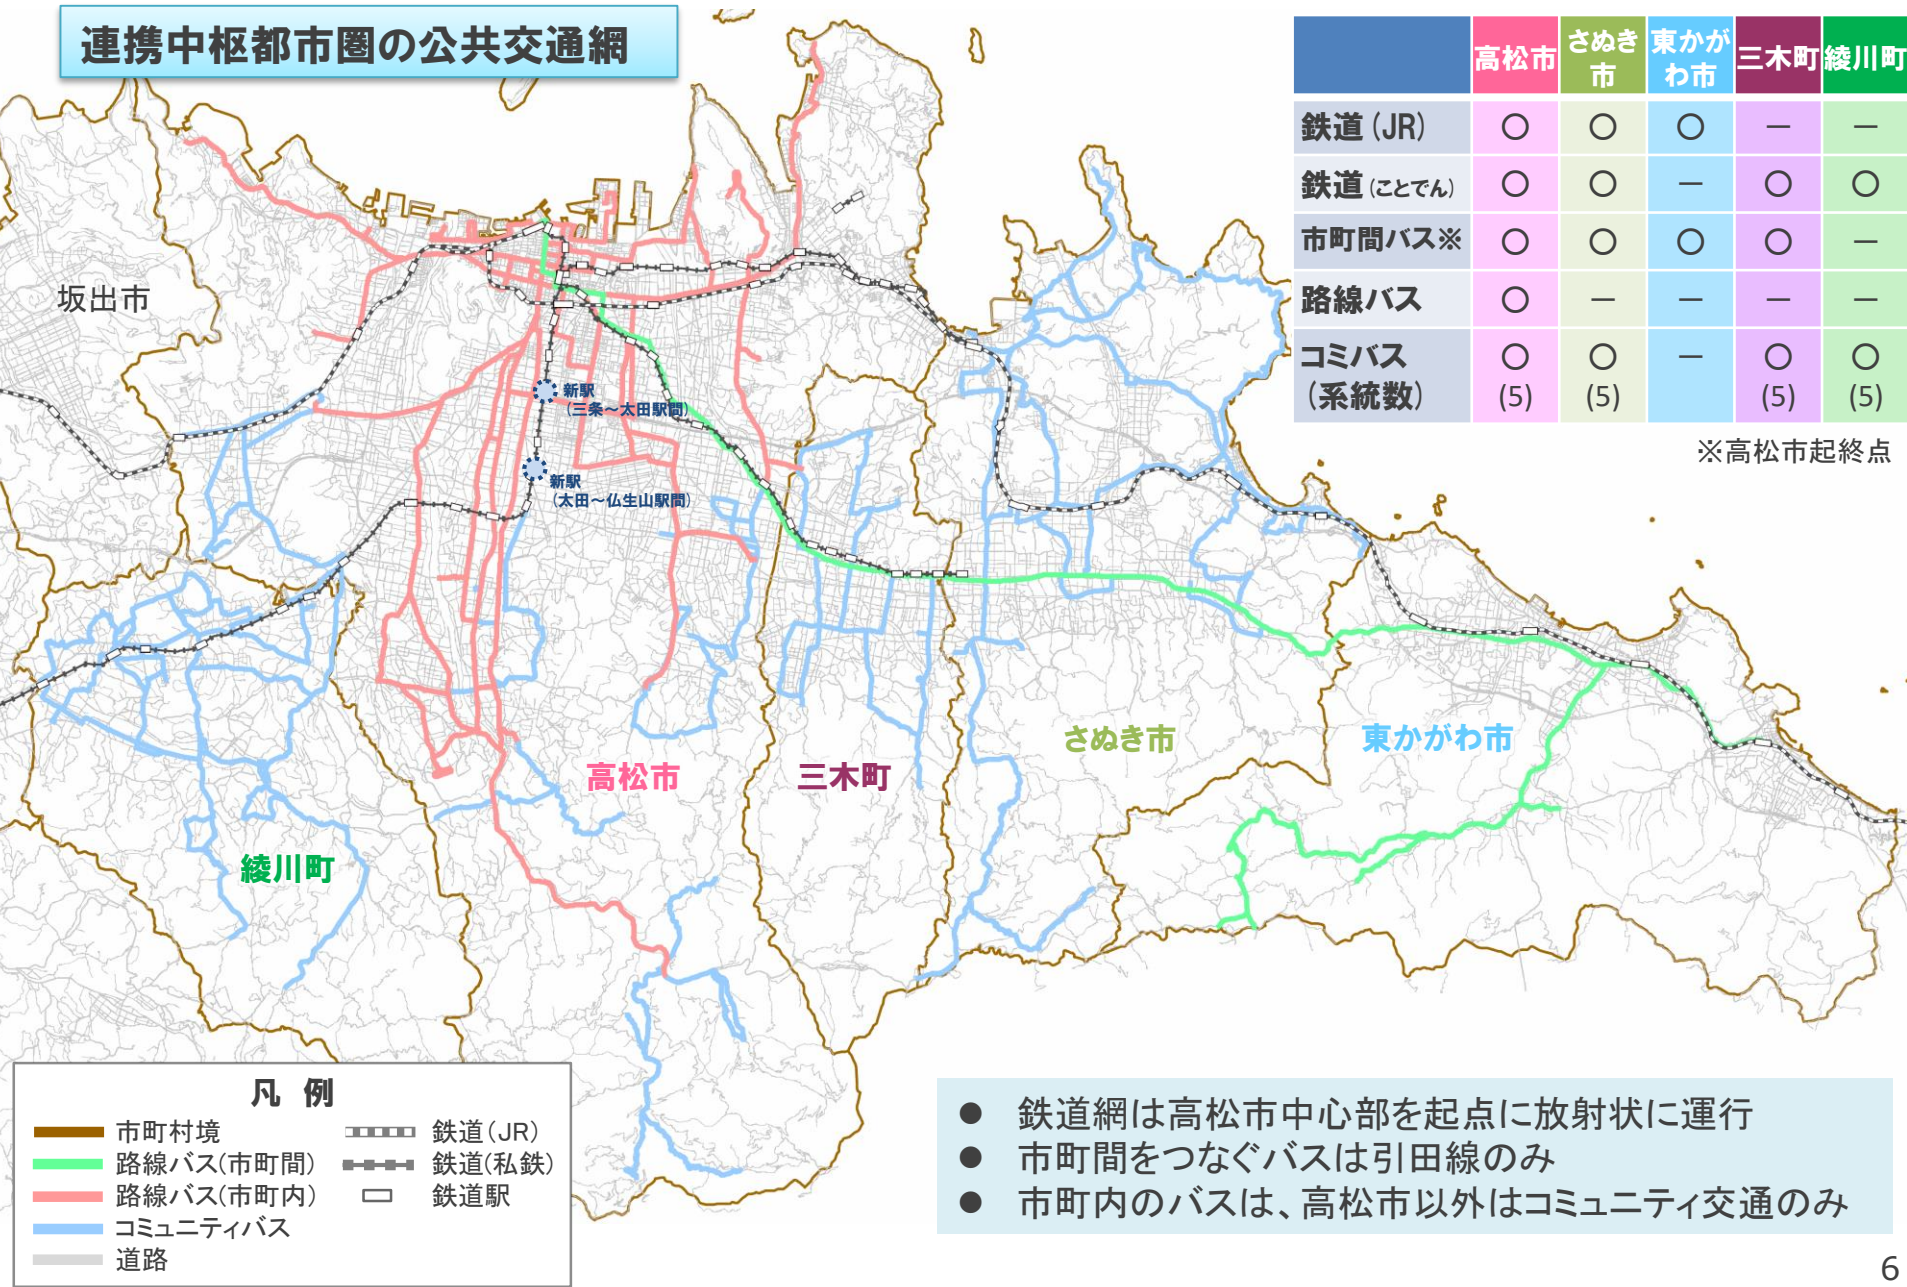 連携中枢都市圏の公共交通網
高松市 さぬき市 東かがわ市 三木町 綾川町
鉄道(JR) ○ ○ ○ － －
鉄道(ことでん) ○ ○ － ○ ○
市町間バス※ ○ ○ ○ ○ －
路線バス ○ － － － －
コミバス ○ ○ － ○ ○
(系統数) (5) (5) (5) (5)
※高松市起終点
坂出市
新駅
(三条～太田駅間)
新駅
(太田～仏生山駅間)
さぬき市
東かがわ市
高松市
三木町
綾川町
凡 例
市町村境
鉄道(JR)
路線バス(市町間)
鉄道(私鉄)
路線バス(市町内)
鉄道駅
コミュニティバス
道路
● 鉄道網は高松市中心部を起点に放射状に運行
● 市町間をつなぐバスは引田線のみ
● 市町内のバスは、高松市以外はコミュニティ交通のみ
6